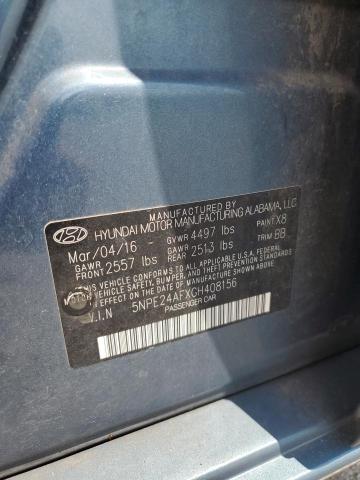 MANUFACTURED BY
HYUNDAI MOTOR MANUFACTURING ALABAMA, LLC
Mar/04/16 GVWR 4497 lbs PAINT X8
GAWR FRONT 2557 lbs GAWR REAR 2513 lbs TRIM BB
THIS VEHICLE CONFORMS TO ALL APPLICABLE U.S. FEDERAL
MOTOR VEHICLE SAFETY, BUMPER, AND THEFT PREVENTION STANDARDS
IN EFFECT ON THE DATE OF MANUFACTURE SHOWN ABOVE.
V.I.N 5NPE24AFXCH408156
PASSENGER CAR